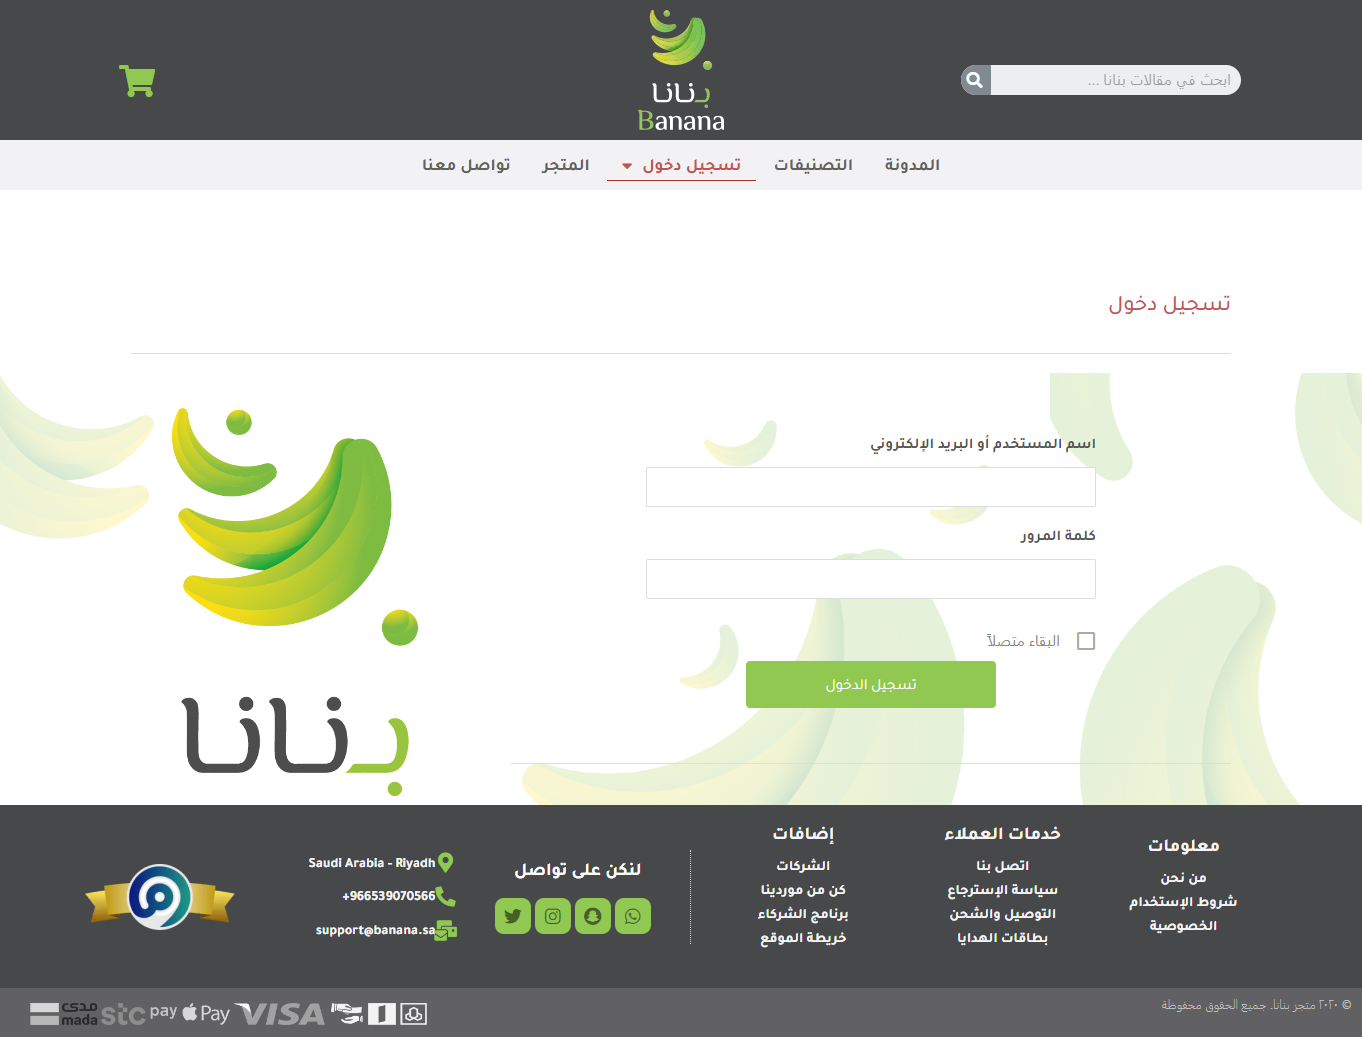 ابحث في مقالات بنانا ...
بنانا
Banana
المدونة
التصنيفات
تسجيل دخول
المتجر
تواصل معنا
تسجيل دخول
اسم المستخدم أو البريد الإلكتروني
كلمة المرور
البقاء متصلاً
تسجيل الدخول
بنانا
معلومات
من نحن
شروط الإستخدام
الخصوصية
خدمات العملاء
اتصل بنا
سياسة الإسترجاع
التوصيل والشحن
بطاقات الهدايا
إضافات
الشركات
كن من موردينا
برنامج الشركاء
خريطة الموقع
لنكن على تواصل
Saudi Arabia - Riyadh
+966539070566
support@banana.sa
© ٢٠٢٠ متجر بنانا. جميع الحقوق محفوظة
مدى
mada
stc pay
Pay
VISA